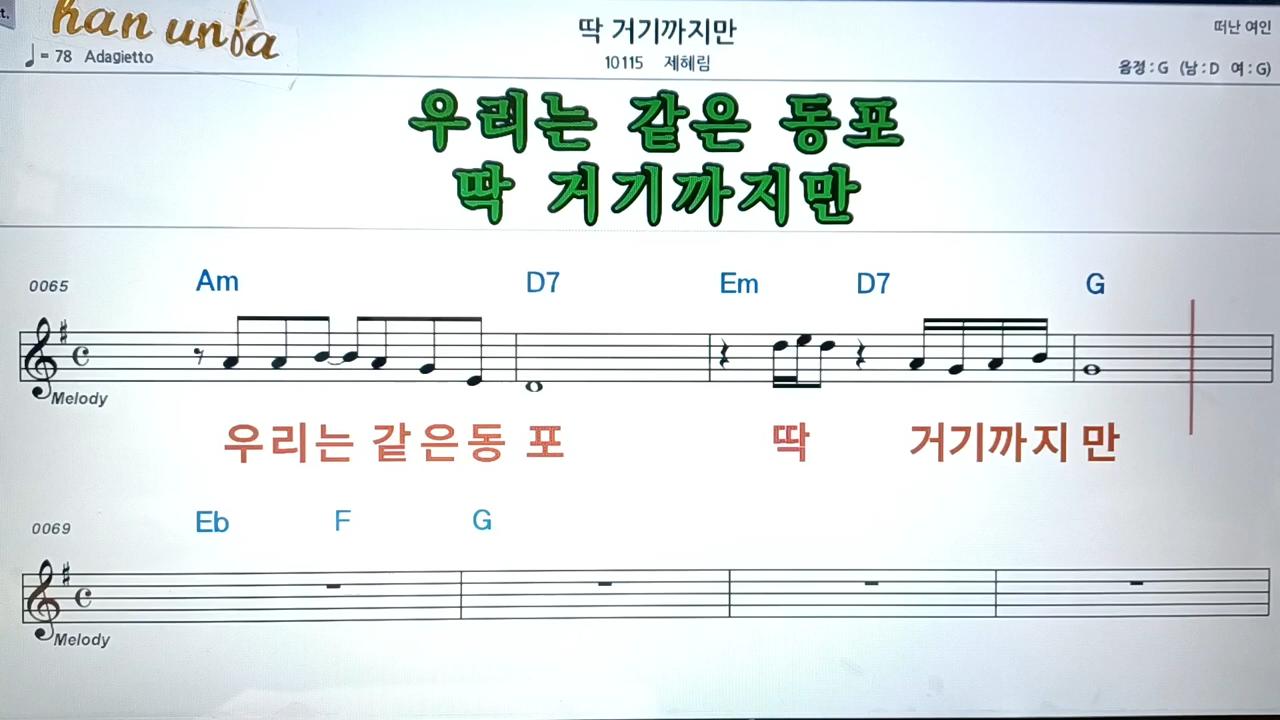 t.
han unfa
딱 거기까지만
떠난 여인
♩= 78 Adagietto
10115 제혜림
음정 : G (남 : D 여 : G)
우리는 같은 동포
딱 거기까지만
0065 Am D7 Em D7 G
Melody
우리는 같은동 포 딱 거기까지 만
0069 Eb F G
Melody